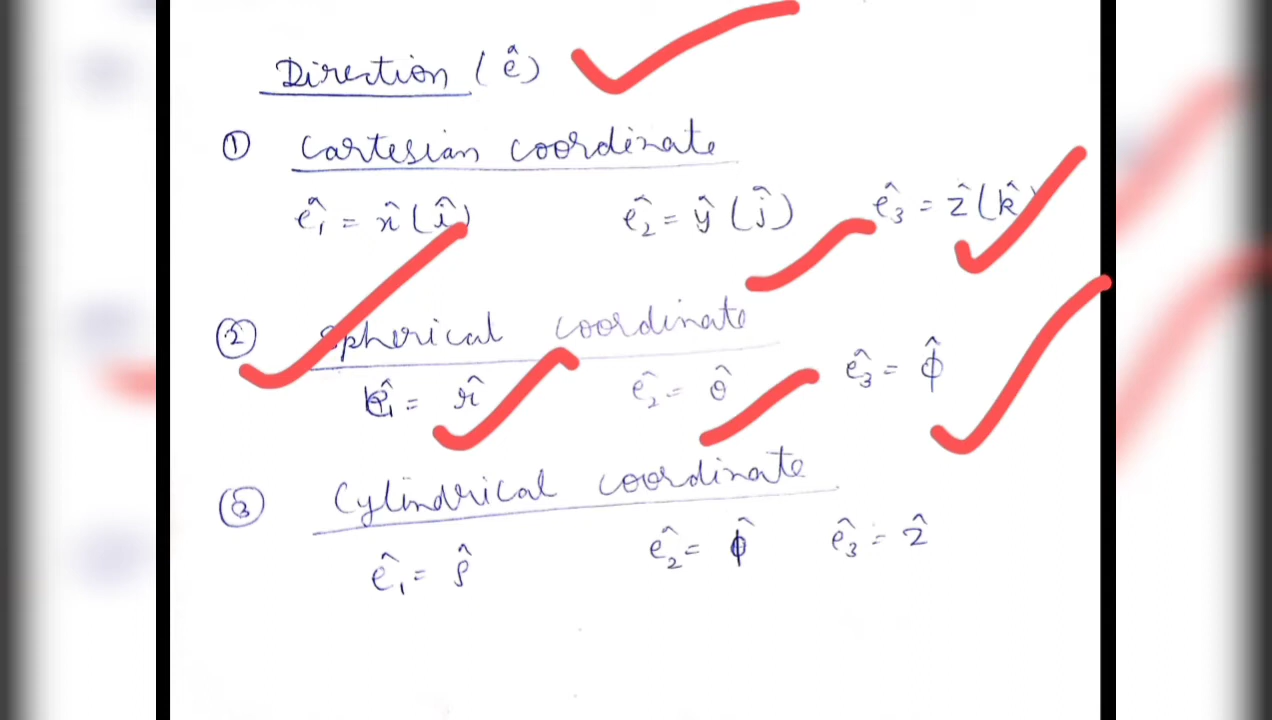 Direction (ê)
① Cartesian coordinate
ê₁ = x̂ (î) ê₂ = ŷ (ĵ) ê₃ = ẑ (k̂)
② Spherical coordinate
ê₁ = r̂ ê₂ = θ̂ ê₃ = ϕ̂
③ Cylindrical coordinate
ê₁ = ρ̂ ê₂ = ϕ̂ ê₃ = ẑ